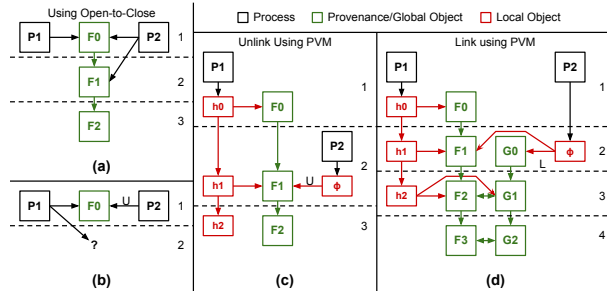 Using Open-to-Close
Process
Provenance/Global Object
Local Object
P1
F0
P2
1
F1
2
F2
3
(a)
P1
F0
U
P2
1
?
2
(b)
Unlink Using PVM
P1
1
h0
F0
P2
2
h1
F1
U
ϕ
h2
F2
3
(c)
Link using PVM
P1
P2
1
h0
F0
h1
F1
G0
L
ϕ
2
h2
F2
G1
3
F3
G2
4
(d)